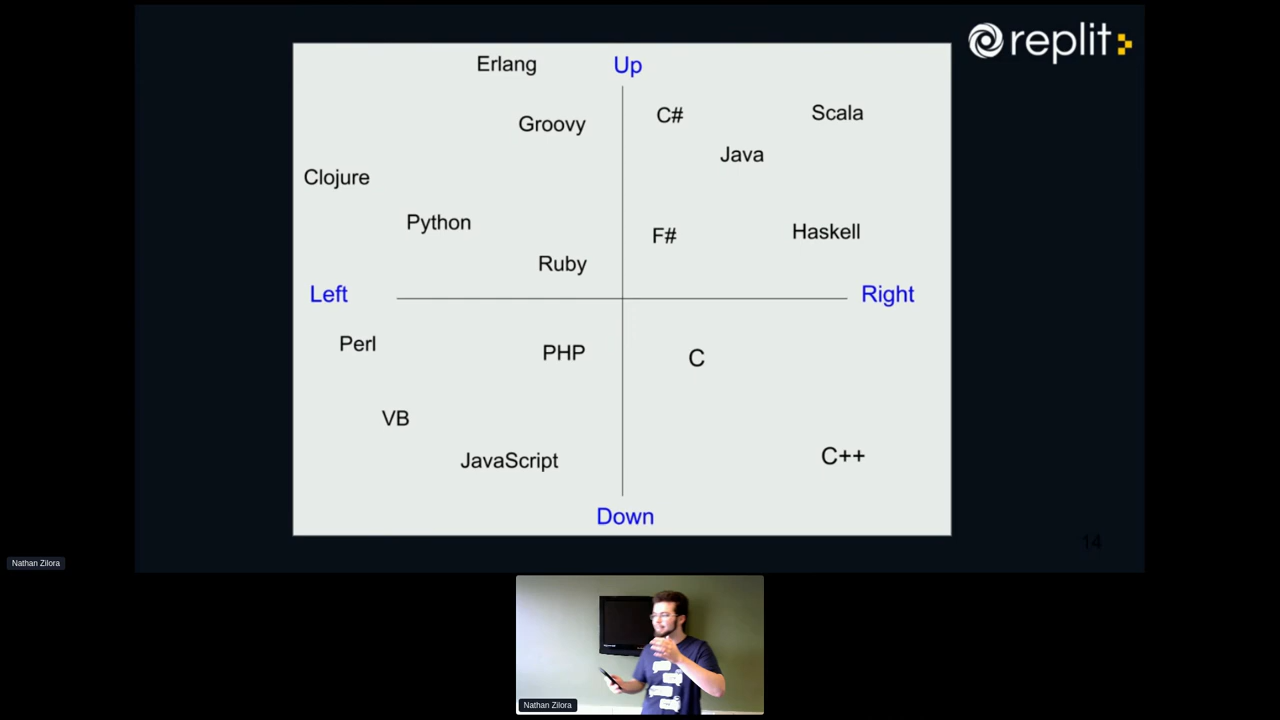 replit
Erlang
Up
Groovy
C#
Scala
Java
Clojure
Python
F#
Haskell
Ruby
Left
Right
Perl
PHP
C
VB
JavaScript
C++
Down
14
Nathan Zilora
Nathan Zilora